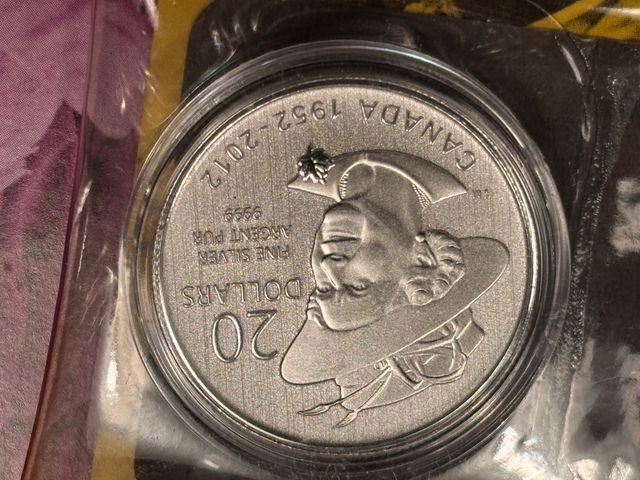 CANADA 1952 - 2012
FINE SILVER
ARGENT PUR
9999
20
DOLLARS